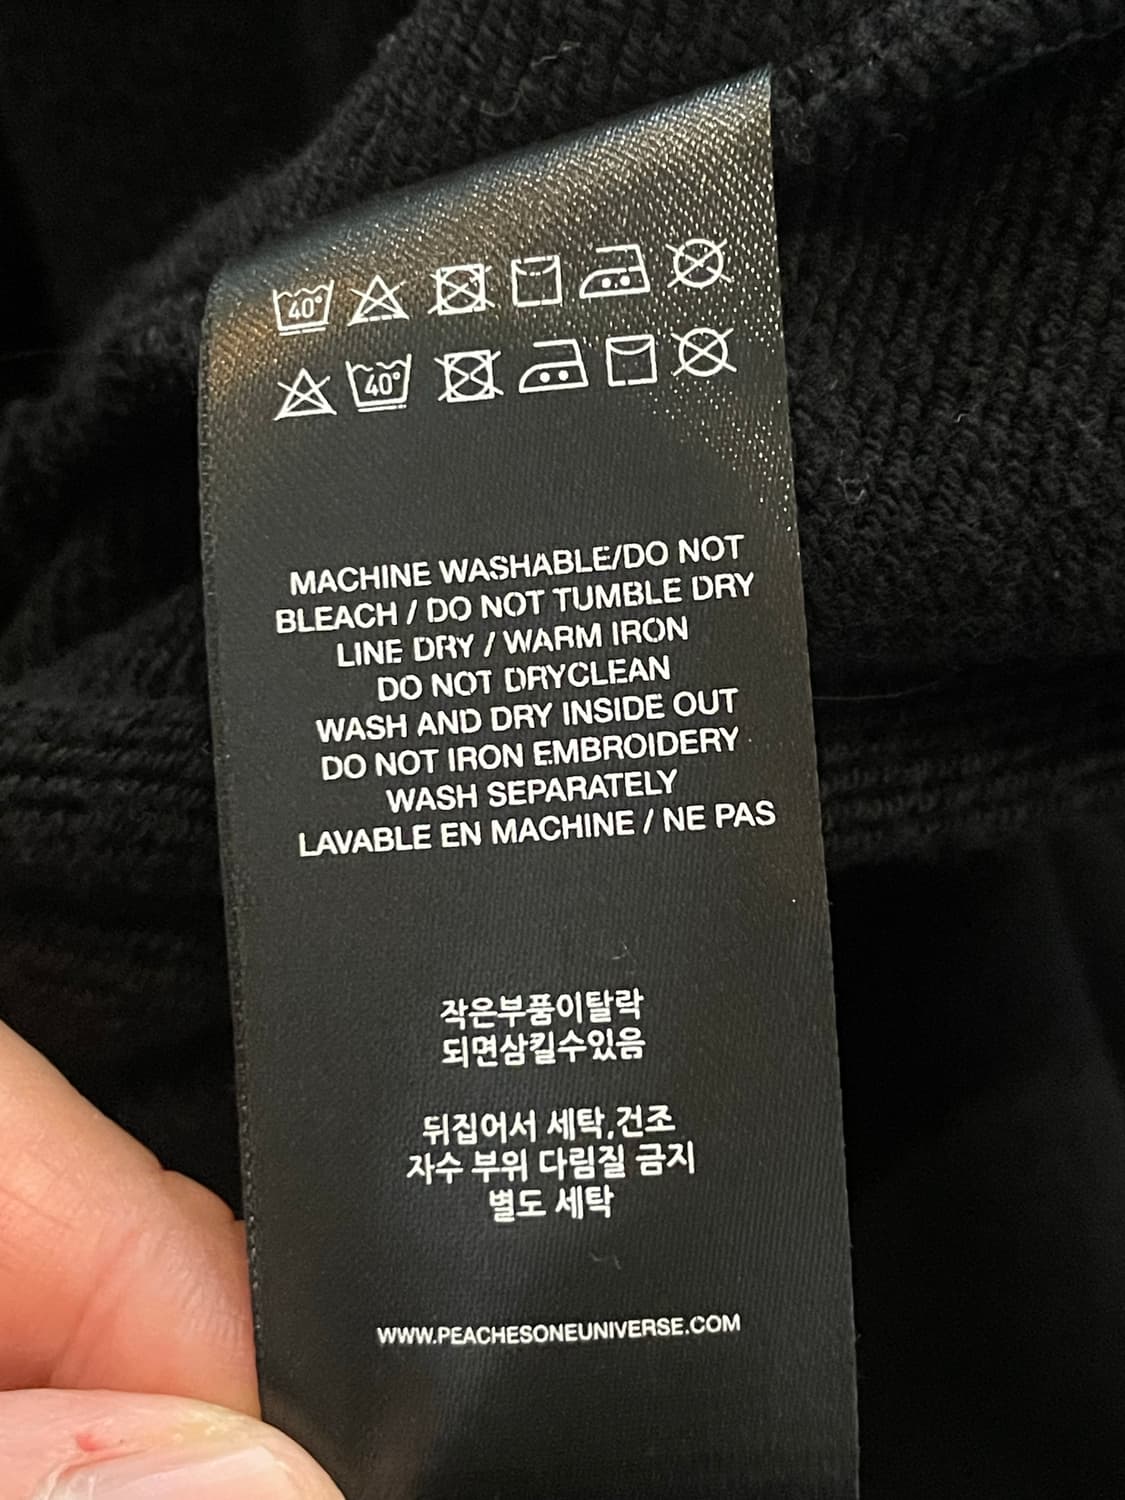 40°
40°
MACHINE WASHABLE/DO NOT
BLEACH / DO NOT TUMBLE DRY
LINE DRY / WARM IRON
DO NOT DRYCLEAN
WASH AND DRY INSIDE OUT
DO NOT IRON EMBROIDERY
WASH SEPARATELY
LAVABLE EN MACHINE / NE PAS
작은부품이탈락
되면삼킬수있음
뒤집어서 세탁,건조
자수 부위 다림질 금지
별도 세탁
WWW.PEACHESONEUNIVERSE.COM